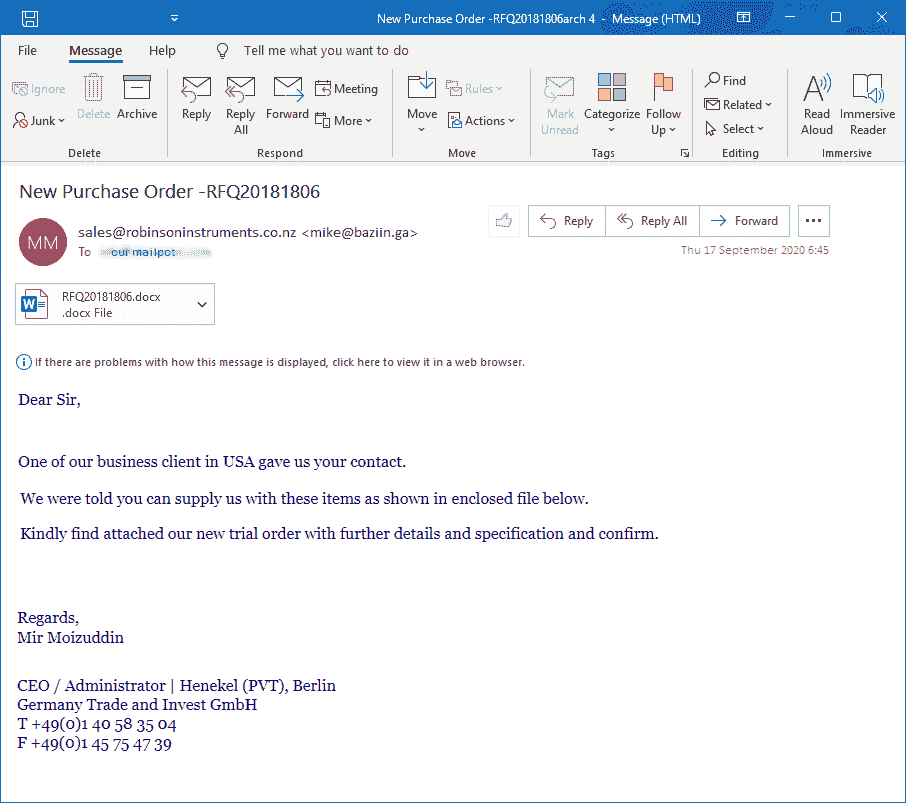 New Purchase Order -RFQ20181806arch 4 - Message (HTML)
File Message Help Tell me what you want to do
Ignore
Junk
Delete
Archive
Delete
Reply
Reply All
Forward
Meeting
More
Respond
Move
Rules
Actions
Move
Mark Unread
Categorize
Follow Up
Tags
Find
Related
Select
Editing
Read Aloud
Immersive Reader
Immersive
New Purchase Order -RFQ20181806
MM
sales@robinsoninstruments.co.nz <mike@baziin.ga>
To our mailpot
Reply Reply All Forward
Thu 17 September 2020 6:45
RFQ20181806.docx
.docx File
If there are problems with how this message is displayed, click here to view it in a web browser.
Dear Sir,
One of our business client in USA gave us your contact.
We were told you can supply us with these items as shown in enclosed file below.
Kindly find attached our new trial order with further details and specification and confirm.
Regards,
Mir Moizuddin
CEO / Administrator | Henekel (PVT), Berlin
Germany Trade and Invest GmbH
T +49(0)1 40 58 35 04
F +49(0)1 45 75 47 39